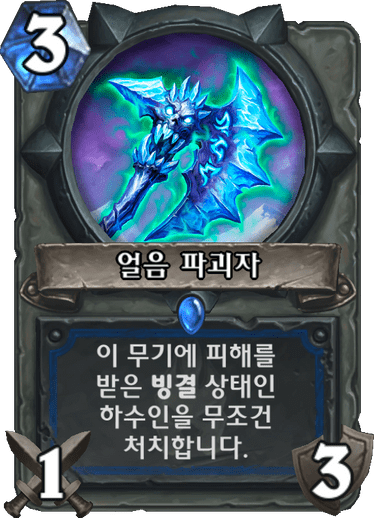 3
얼음 파괴자
이 무기에 피해를
받은 빙결 상태인
하수인을 무조건
처치합니다.
1
3